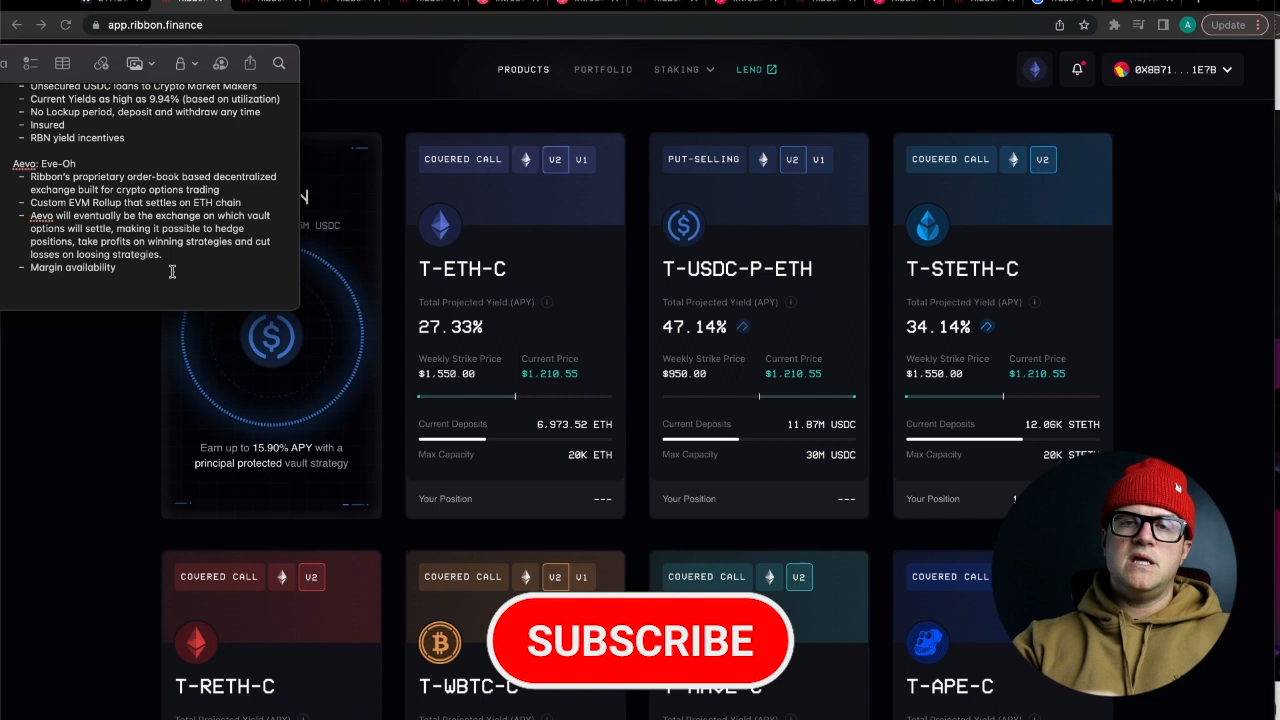 app.ribbon.finance
Update
A
PRODUCTS
PORTFOLIO
STAKING
LEND
0X8B71...1E7B
Unsecured USDC loans to Crypto Market Makers
– Current Yields as high as 9.94% (based on utilization)
– No Lockup period, deposit and withdraw any time
– Insured
– RBN yield incentives
Aevo: Eve-Oh
– Ribbon's proprietary order-book based decentralized
exchange built for crypto options trading
– Custom EVM Rollup that settles on ETH chain
– Aevo will eventually be the exchange on which vault
options will settle, making it possible to hedge
positions, take profits on winning strategies and cut
losses on loosing strategies.
– Margin availability
USDC
Earn up to 15.90% APY with a
principal protected vault strategy
COVERED CALL V2 V1
T-ETH-C
Total Projected Yield (APY)
27.33%
Weekly Strike Price Current Price
$1,550.00 $1,210.55
Current Deposits 6,973.52 ETH
Max Capacity 20K ETH
Your Position ---
PUT-SELLING V2 V1
T-USDC-P-ETH
Total Projected Yield (APY)
47.14%
Weekly Strike Price Current Price
$950.00 $1,210.55
Current Deposits 11.87M USDC
Max Capacity 30M USDC
Your Position ---
COVERED CALL V2
T-STETH-C
Total Projected Yield (APY)
34.14%
Weekly Strike Price Current Price
$1,550.00 $1,210.55
Current Deposits 12.06K STETH
Max Capacity 20K STETH
Your Position
COVERED CALL V2
T-RETH-C
COVERED CALL V2 V1
T-WBTC-C
COVERED CALL V2
COVERED CALL
T-APE-C
SUBSCRIBE